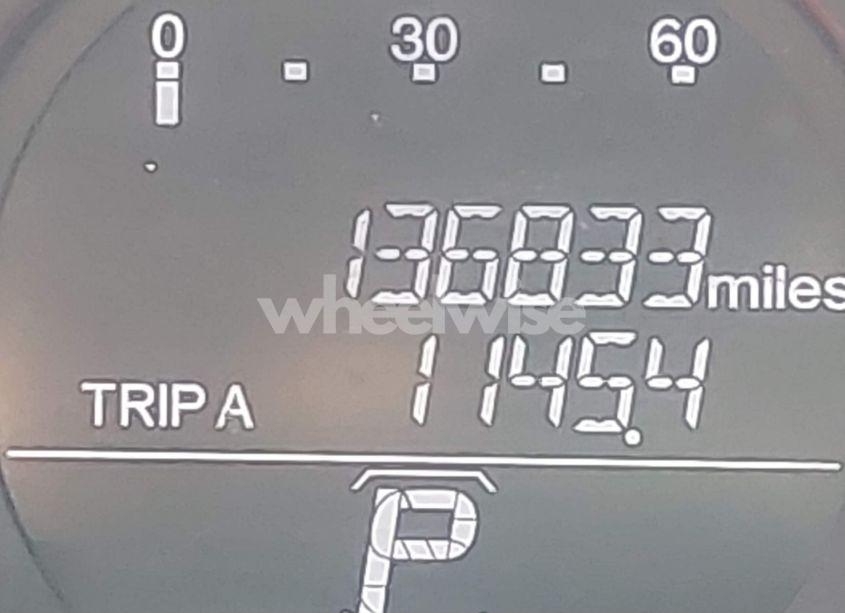 0 30 60
136833 miles
wheelwise
TRIP A 1145.4
P